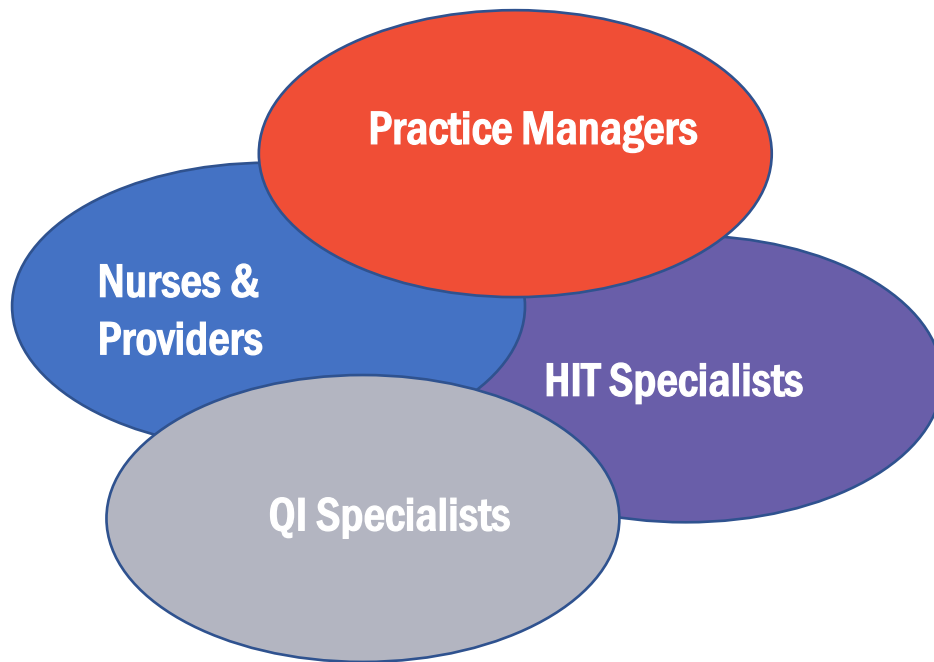 Practice Managers
Nurses &
Providers
HIT Specialists
QI Specialists